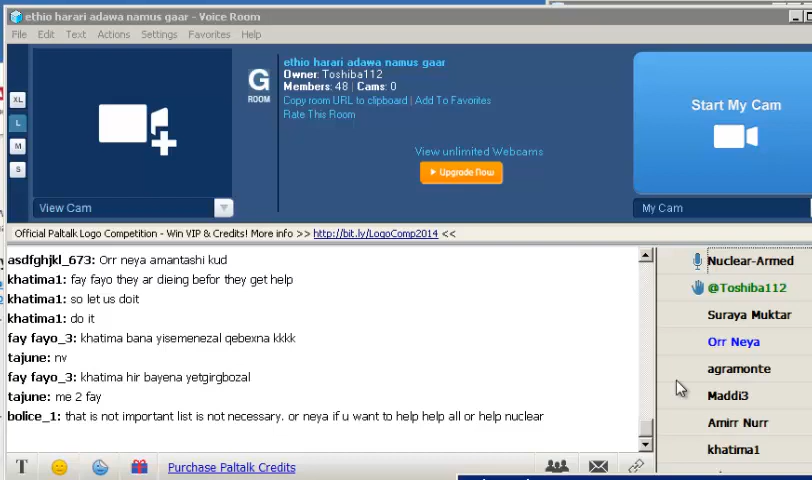 ethio harari adawa namus gaar - Voice Room
File Edit Text Actions Settings Favorites Help
ethio harari adawa namus gaar
Owner: Toshiba112
Members: 48 | Cams: 0
Copy room URL to clipboard | Add To Favorites
Rate This Room
G
ROOM
XL
L
M
S
View unlimited Webcams
Upgrade Now
Start My Cam
View Cam
My Cam
Official Paltalk Logo Competition - Win VIP & Credits! More info >> http://bit.ly/LogoComp2014 <<
asdfghjkl_673: Orr neya amantashi kud
khatima1: fay fayo they ar dieing befor they get help
khatima1: so let us doit
khatima1: do it
fay fayo_3: khatima bana yisemenezal qebexna kkkk
tajune: nv
fay fayo_3: khatima hir bayena yetgirgbozal
tajune: me 2 fay
bolice_1: that is not important list is not necessary. or neya if u want to help help all or help nuclear
Nuclear-Armed
@Toshiba112
Suraya Muktar
Orr Neya
agramonte
Maddi3
Amirr Nurr
khatima1
T
Purchase Paltalk Credits